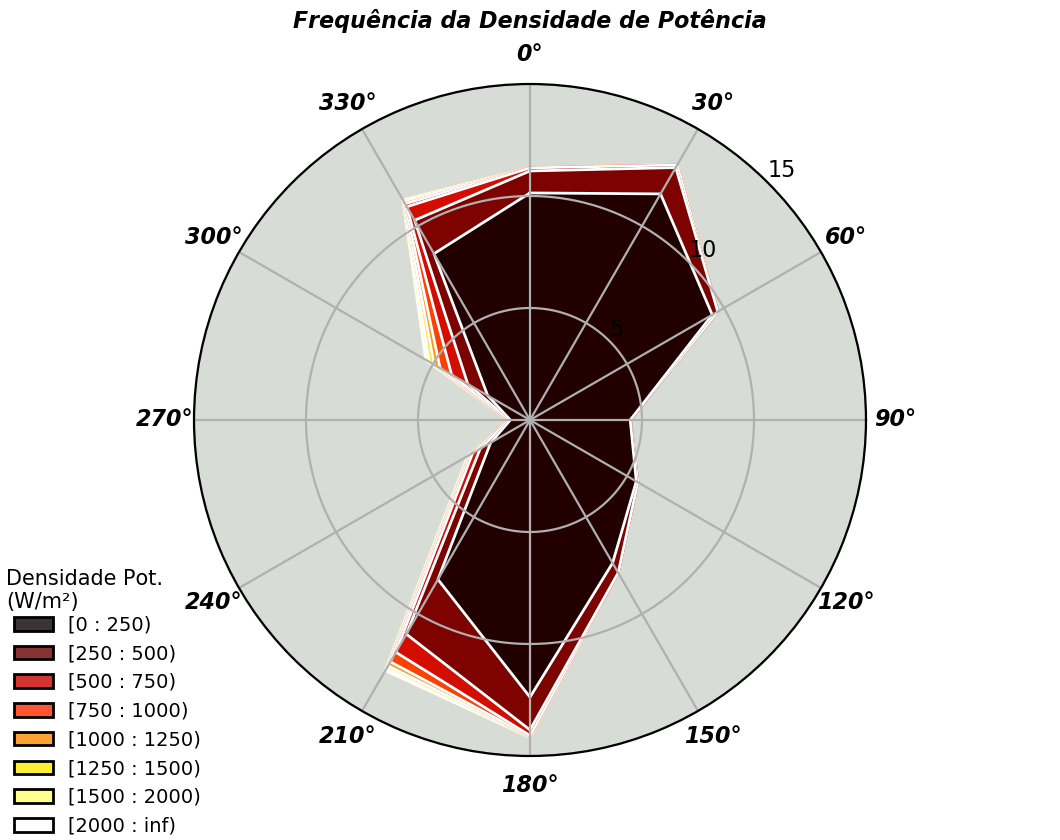 Frequência da Densidade de Potência
0°
330°
30°
15
300°
60°
10
5
270°
90°
240°
120°
210°
150°
180°
Densidade Pot.
(W/m²)
[0 : 250)
[250 : 500)
[500 : 750)
[750 : 1000)
[1000 : 1250)
[1250 : 1500)
[1500 : 2000)
[2000 : inf)